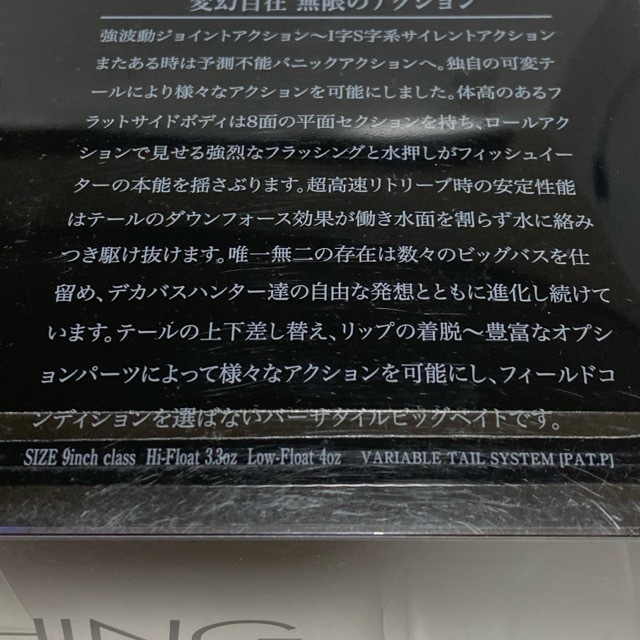 変幻自在 無限のアクション
強波動ジョイントアクション〜I字S字系サイレントアクション
またある時は予測不能パニックアクションへ。独自の可変テ
ールにより様々なアクションを可能にしました。体高のあるフ
ラットサイドボディは8面の平面セクションを持ち、ロールアク
ションで見せる強烈なフラッシングと水押しがフィッシュイー
ターの本能を揺さぶります。超高速リトリーブ時の安定性能
はテールのダウンフォース効果が働き水面を割らず水に絡み
つき駆け抜けます。唯一無二の存在は数々のビッグバスを仕
留め、デカバスハンター達の自由な発想とともに進化し続けて
います。テールの上下差し替え、リップの着脱〜豊富なオプシ
ョンパーツによって様々なアクションを可能にし、フィールドコ
ンディションを選ばないバーサタイルビッグベイトです。
SIZE 9inch class Hi-Float 3.3oz Low-Float 4oz VARIABLE TAIL SYSTEM [PAT.P]